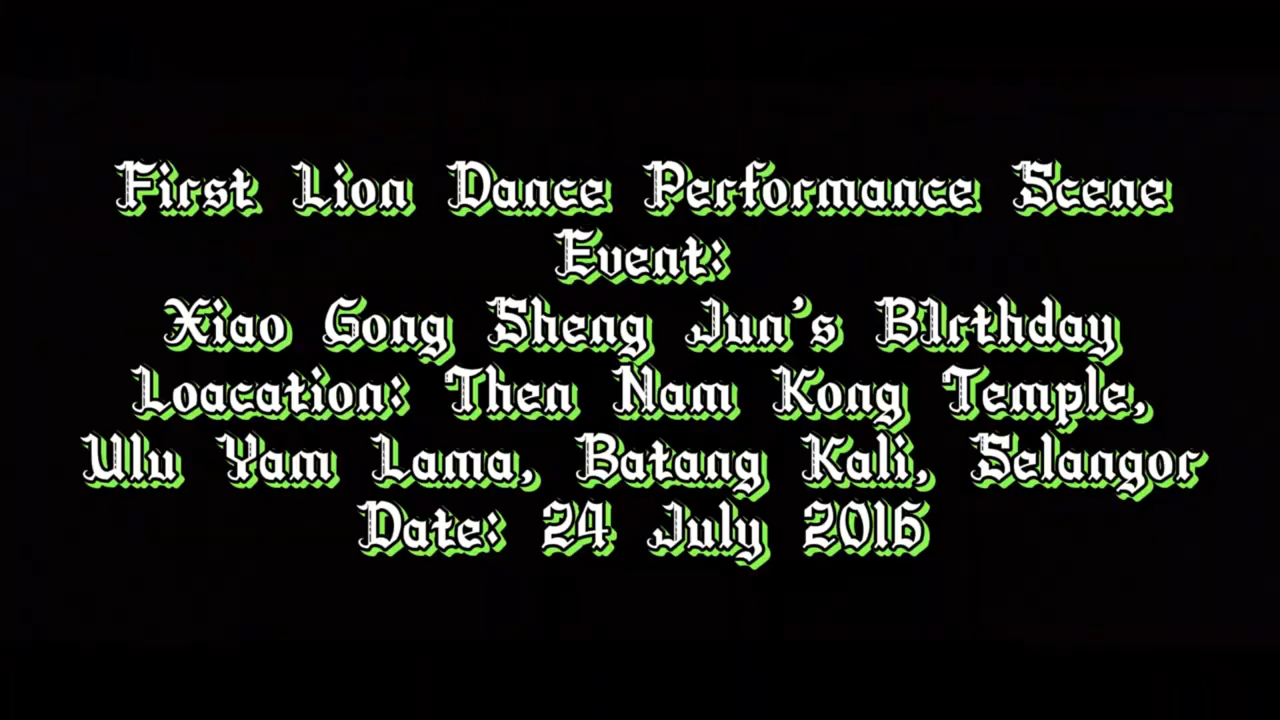 First Lion Dance Performance Scene
Event:
Xiao Gong Sheng Jun's BIrthday
Loacation: Then Nam Kong Temple,
Ulu Yam Lama, Batang Kali, Selangor
Date: 24 July 2016